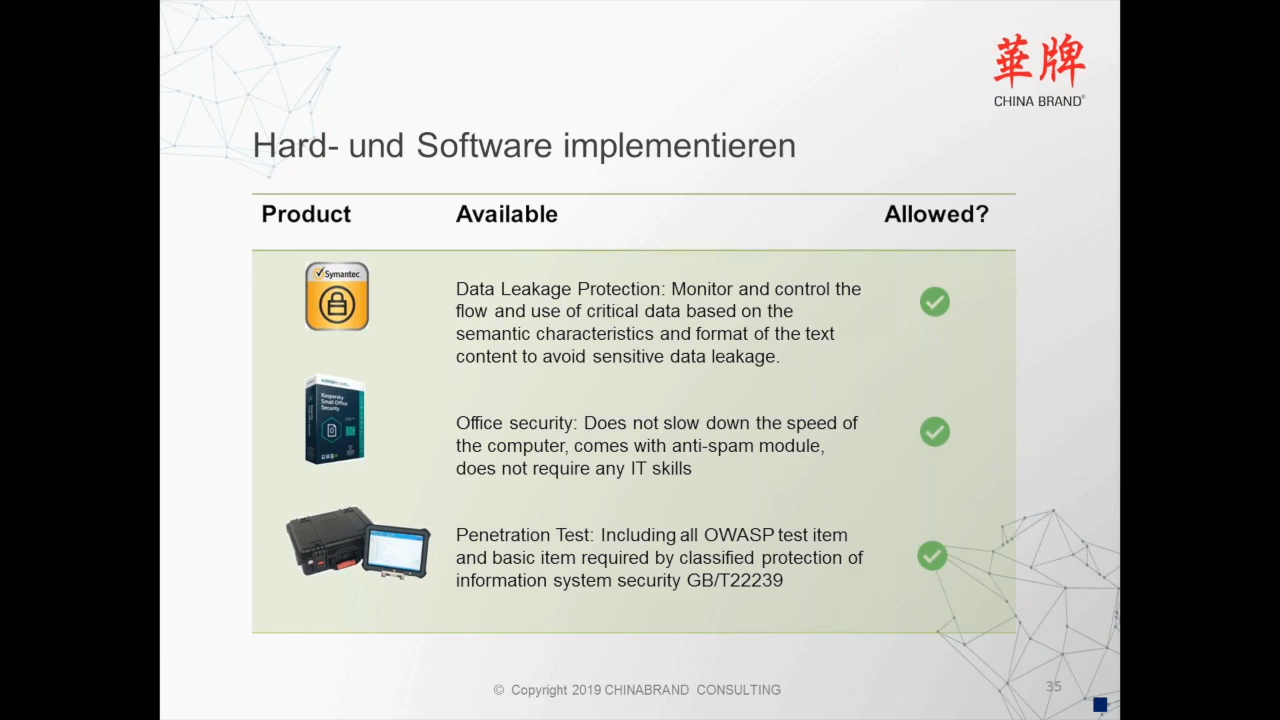 華牌
CHINA BRAND®
Hard- und Software implementieren
Product Available Allowed?
Symantec.
Data Leakage Protection: Monitor and control the
flow and use of critical data based on the
semantic characteristics and format of the text
content to avoid sensitive data leakage.
Kaspersky
Small Office
Security
Office security: Does not slow down the speed of
the computer, comes with anti-spam module,
does not require any IT skills
Penetration Test: Including all OWASP test item
and basic item required by classified protection of
information system security GB/T22239
© Copyright 2019 CHINABRAND CONSULTING
35